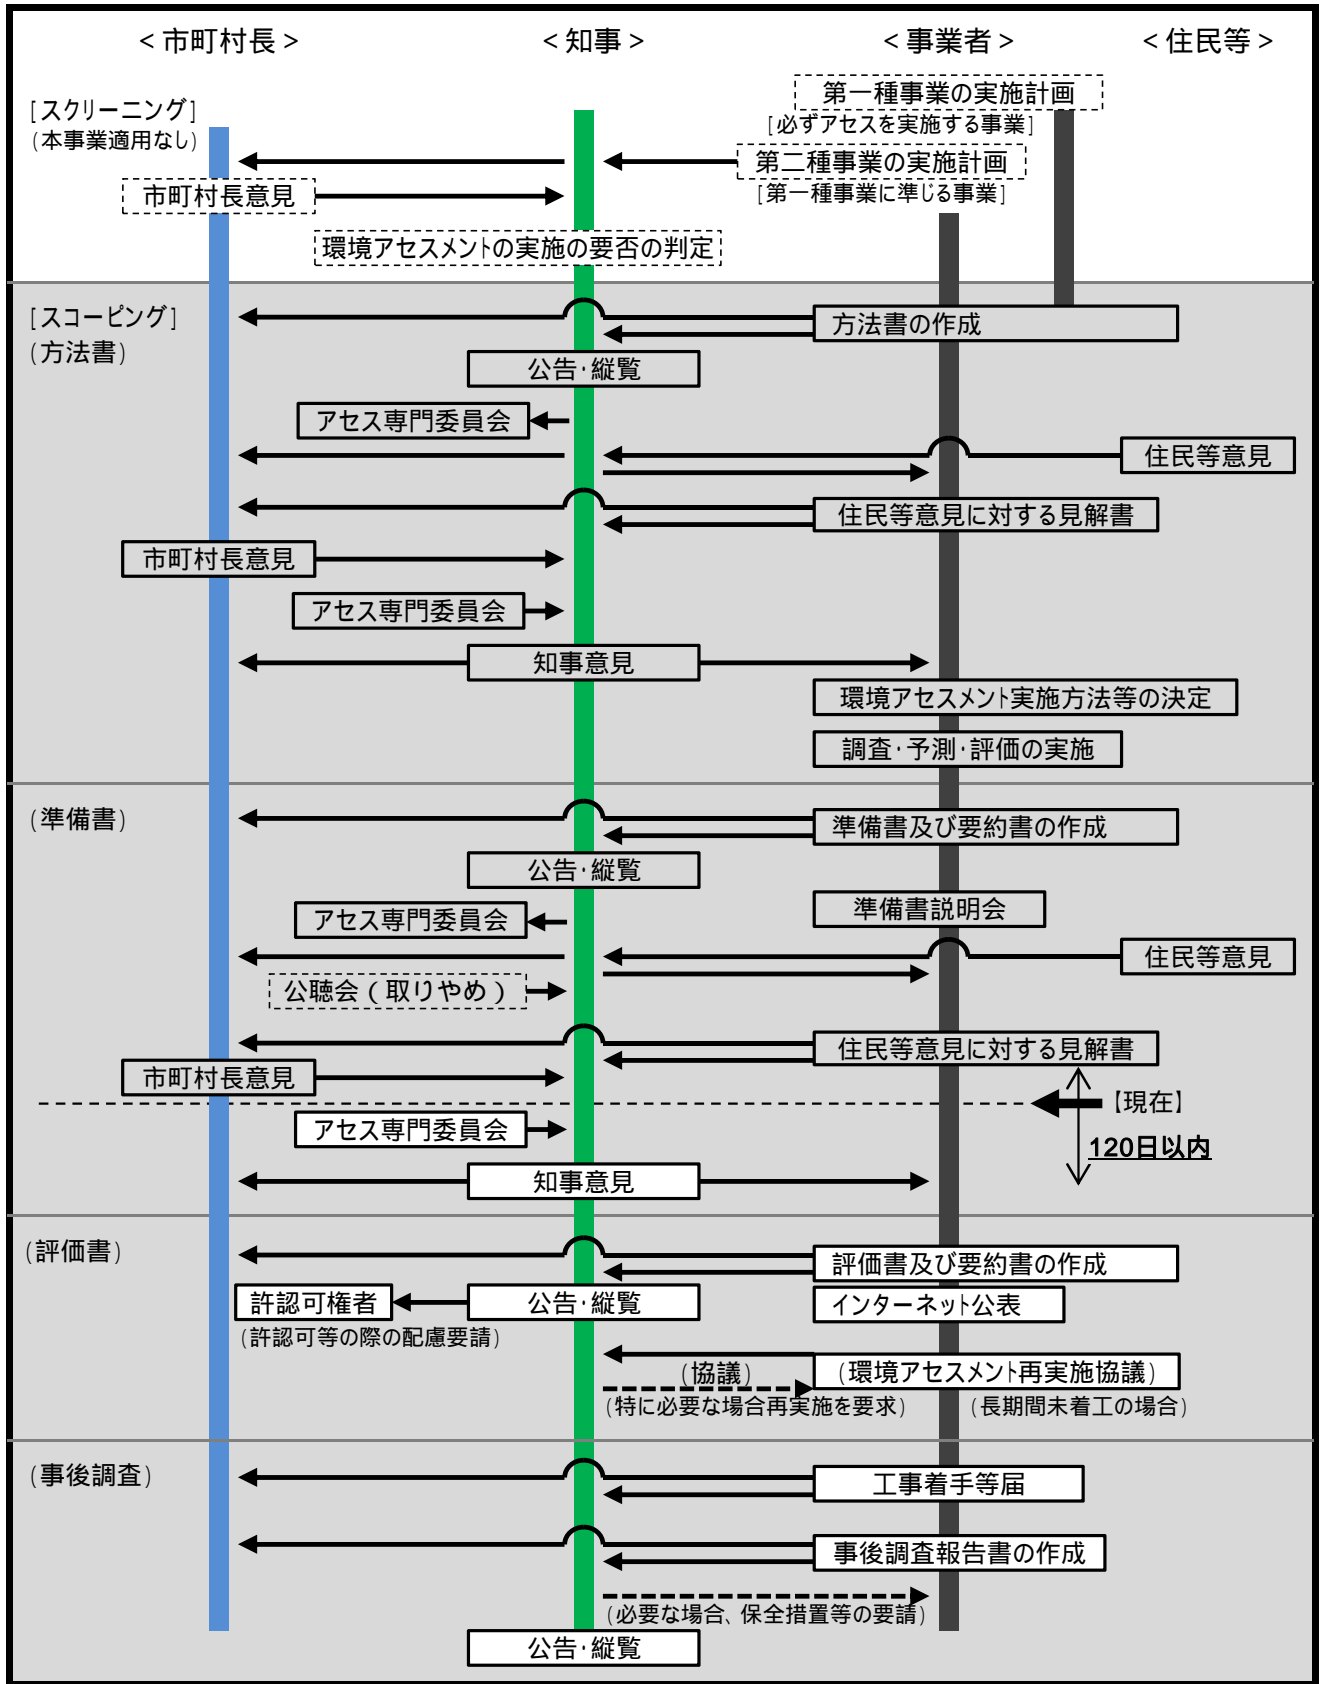 <市町村長>
<知事>
<事業者>
<住民等>
[スクリーニング]
(本事業適用なし)
第一種事業の実施計画
[必ずアセスを実施する事業]
第二種事業の実施計画
[第一種事業に準じる事業]
市町村長意見
環境アセスメントの実施の要否の判定
[スコーピング]
(方法書)
方法書の作成
公告・縦覧
アセス専門委員会
住民等意見
住民等意見に対する見解書
市町村長意見
アセス専門委員会
知事意見
環境アセスメント実施方法等の決定
調査・予測・評価の実施
(準備書)
準備書及び要約書の作成
公告・縦覧
準備書説明会
アセス専門委員会
住民等意見
公聴会(取りやめ)
住民等意見に対する見解書
市町村長意見
【現在】
アセス専門委員会
120日以内
知事意見
(評価書)
評価書及び要約書の作成
許認可権者
公告・縦覧
インターネット公表
(許認可等の際の配慮要請)
(協議)
(環境アセスメント再実施協議)
(特に必要な場合再実施を要求)
(長期間未着工の場合)
(事後調査)
工事着手等届
事後調査報告書の作成
(必要な場合、保全措置等の要請)
公告・縦覧